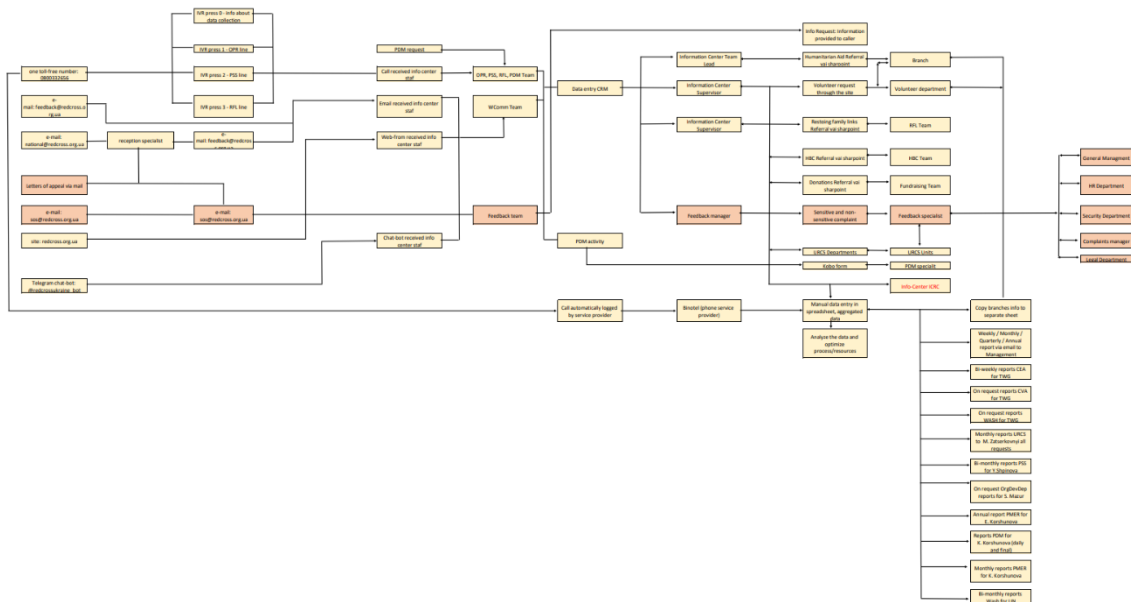 IVR press 0 - info about
data collection
IVR press 1 - OPR line
IVR press 2 - PSS line
IVR press 3 - RFL line
one toll-free number:
0800332656
e-
mail: feedback@redcross.o
rg.ua
e-mail:
national@redcross.org.ua
reception specialist
e-
mail: feedback@redcros
Letters of appeal via mail
e-mail:
sos@redcross.org.ua
e-mail:
sos@redcross.org.ua
site: redcross.org.ua
Telegram chat-bot:
@redcrossukraine_bot
PDM request
Call received info center
staf
Email received info center
staf
Web from received info
center staf
Chat-bot received info
center staf
OPR, PSS, RFL, PDM Team
WComm Team
Feedback team
Data entry CRM
PDM activity
Call automatically logged
by service provider
Info Request: Information
provided to caller
Information Center Team
Lead
Information Center
Supervisor
Information Center
Supervisor
Feedback manager
Binotel (phone service
provider)
Humanitarian Aid Referral
vai sharpoint
Volunteer request
through the site
Restoing family links
Referral vai sharpoint
HBC Referral vai sharpoint
Donations Referral vai
sharpoint
Sensitive and non-
sensitive complaint
URCS Departments
Kobo form
Manual data entry in
spreadsheet, aggregated
data
Analyze the data and
optimize
process/resources
Branch
Volunteer department
RFL Team
HBC Team
Fundraising Team
Feedback specialist
URCS Units
PDM specialit
Info-Center ICRC
Copy branches info to
separate sheet
Weekly / Monthly /
Quarterly / Annual
report via email to
Management
Bi-weekly reports CEA
for TWG
On request reports CVA
for TWG
On request reports
WASH for TWG
Monthly reports URCS
to M. Zatserkovnyi all
requests
Bi-monthly reports PSS
for Y.Shpinova
On request OrgDevDep
reports for S. Mazur
Annual report PMER for
K. Korshunova
Reports PDM for
K. Korshunova (daily
and final)
Monthly reports PMER
for K. Korshunova
Bi-monthly reports
General Managment
HR Department
Security Department
Complaints manager
Legal Department